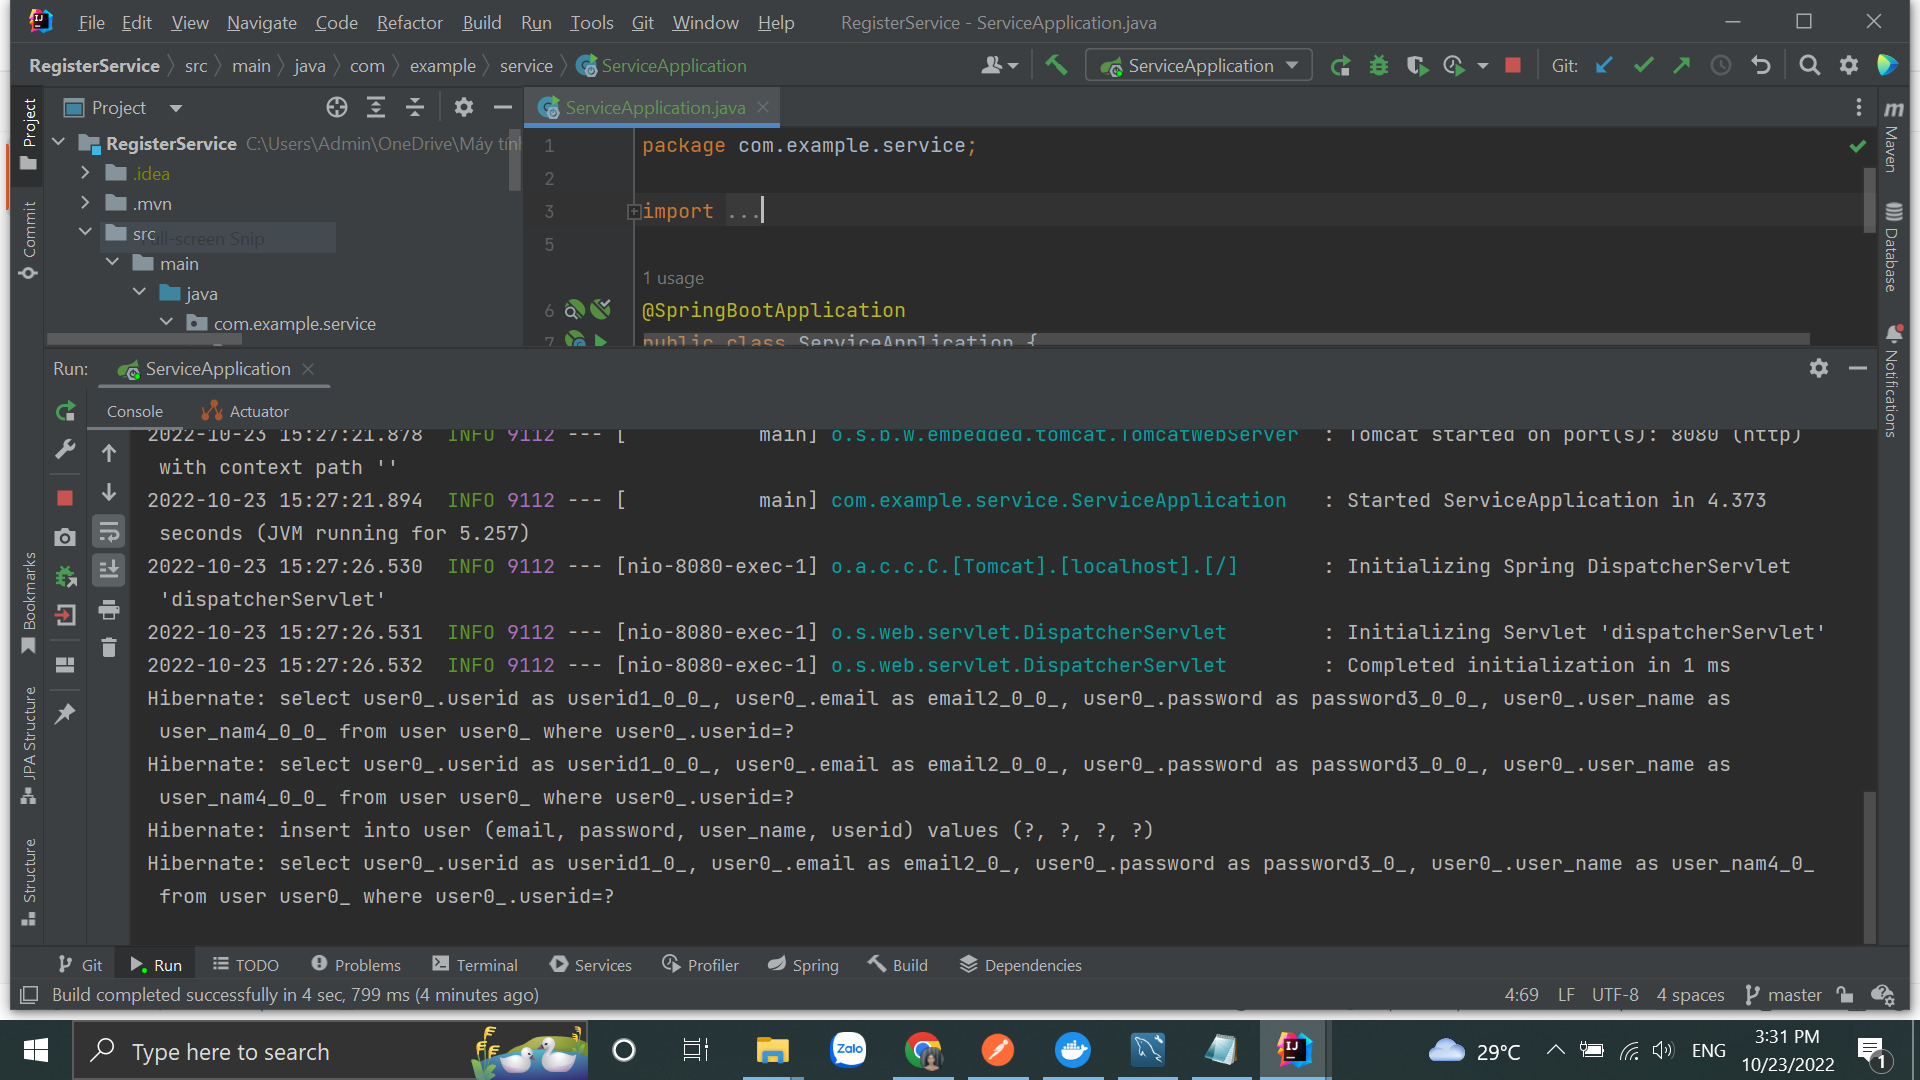 File Edit View Navigate Code Refactor Build Run Tools Git Window Help RegisterService - ServiceApplication.java
RegisterService src main java com example service ServiceApplication ServiceApplication Git:
Project
ServiceApplication.java
RegisterService C:\Users\Admin\OneDrive\Máy tính
.idea
.mvn
src
Full-screen Snip
main
java
com.example.service
1 package com.example.service;
2
3 import ...
5
1 usage
6 @SpringBootApplication
7 public class ServiceApplication {
Run: ServiceApplication
Console Actuator
2022-10-23 15:27:21.878 INFO 9112 --- [ main] o.s.b.w.embedded.tomcat.TomcatWebServer : Tomcat started on port(s): 8080 (http)
with context path ''
2022-10-23 15:27:21.894 INFO 9112 --- [ main] com.example.service.ServiceApplication : Started ServiceApplication in 4.373
seconds (JVM running for 5.257)
2022-10-23 15:27:26.530 INFO 9112 --- [nio-8080-exec-1] o.a.c.c.C.[Tomcat].[localhost].[/] : Initializing Spring DispatcherServlet
'dispatcherServlet'
2022-10-23 15:27:26.531 INFO 9112 --- [nio-8080-exec-1] o.s.web.servlet.DispatcherServlet : Initializing Servlet 'dispatcherServlet'
2022-10-23 15:27:26.532 INFO 9112 --- [nio-8080-exec-1] o.s.web.servlet.DispatcherServlet : Completed initialization in 1 ms
Hibernate: select user0_.userid as userid1_0_0_, user0_.email as email2_0_0_, user0_.password as password3_0_0_, user0_.user_name as
user_nam4_0_0_ from user user0_ where user0_.userid=?
Hibernate: select user0_.userid as userid1_0_0_, user0_.email as email2_0_0_, user0_.password as password3_0_0_, user0_.user_name as
user_nam4_0_0_ from user user0_ where user0_.userid=?
Hibernate: insert into user (email, password, user_name, userid) values (?, ?, ?, ?)
Hibernate: select user0_.userid as userid1_0_, user0_.email as email2_0_, user0_.password as password3_0_, user0_.user_name as user_nam4_0_
from user user0_ where user0_.userid=?
Project
Commit
Bookmarks
JPA Structure
Structure
Maven
Database
Notifications
Git Run TODO Problems Terminal Services Profiler Spring Build Dependencies
Build completed successfully in 4 sec, 799 ms (4 minutes ago) 4:69 LF UTF-8 4 spaces master
Type here to search Zalo 29°C ENG 3:31 PM
10/23/2022
1